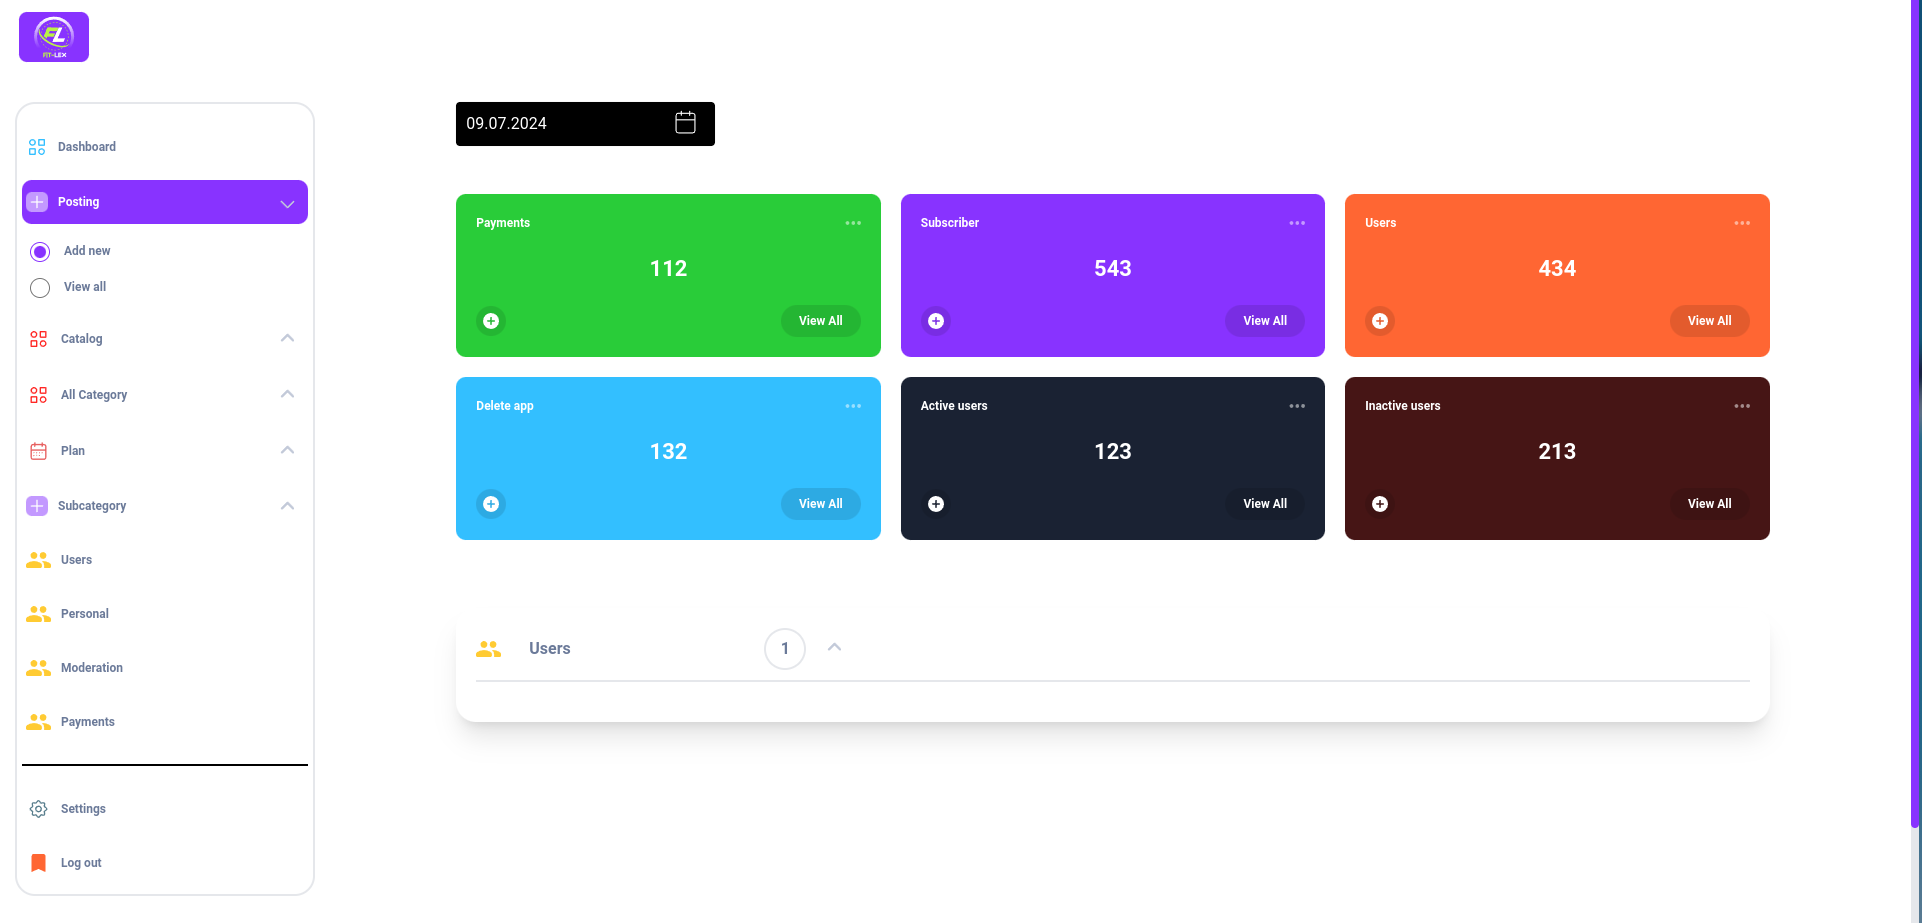 FL
FIT-LEX
Dashboard
Posting
Add new
View all
Catalog
All Category
Plan
Subcategory
Users
Personal
Moderation
Payments
Settings
Log out
09.07.2024
Payments
112
View All
Subscriber
543
View All
Users
434
View All
Delete app
132
View All
Active users
123
View All
Inactive users
213
View All
Users 1